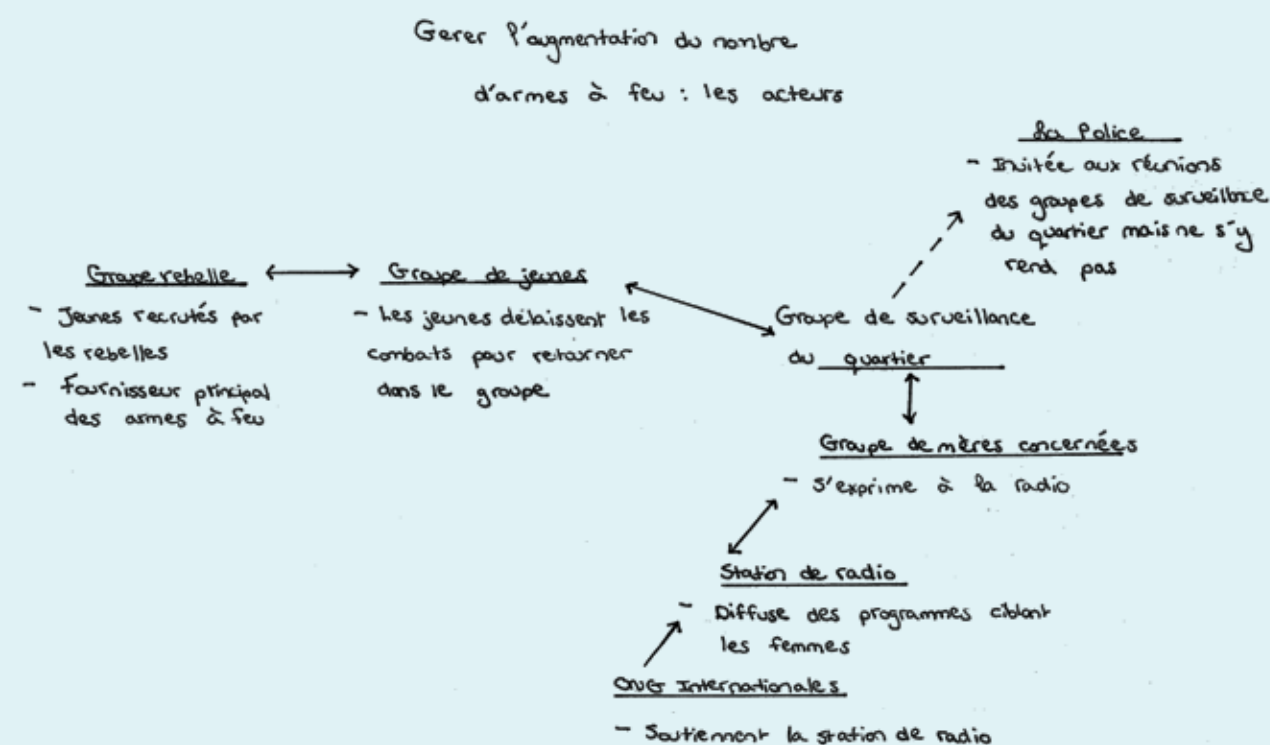 Gerer l'augmentation du nombre
d'armes à feu : les acteurs
La Police
- Invitée aux réunions
des groupes de surveillance
du quartier mais ne s'y
rend pas
Groupe rebelle
- Jeunes recrutés par
les rebelles
- Fournisseur principal
des armes à feu
Groupe de jeunes
- Les jeunes délaissent les
combats pour retourner
dans le groupe
Groupe de surveillance
du quartier
Groupe de mères concernées
- S'exprime à la radio
Station de radio
- Diffuse des programmes ciblant
les femmes
ONG Internationales
- Soutiennent la station de radio